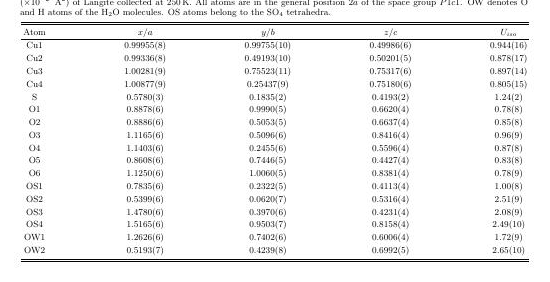 (×10⁻² Å²) of Langite collected at 250 K. All atoms are in the general position 2a of the space group P1c1. OW denotes O
and H atoms of the H₂O molecules. OS atoms belong to the SO₄ tetrahedra.
Atom x/a y/b z/c Uiso
Cu1 0.99955(8) 0.99755(10) 0.49986(6) 0.944(16)
Cu2 0.99336(8) 0.49193(10) 0.50201(5) 0.878(17)
Cu3 1.00281(9) 0.75523(11) 0.75317(6) 0.897(14)
Cu4 1.00877(9) 0.25437(9) 0.75180(6) 0.805(15)
S 0.5780(3) 0.1835(2) 0.4193(2) 1.24(2)
O1 0.8878(6) 0.9990(5) 0.6620(4) 0.78(8)
O2 0.8886(6) 0.5053(5) 0.6637(4) 0.85(8)
O3 1.1165(6) 0.5096(6) 0.8416(4) 0.96(9)
O4 1.1403(6) 0.2455(6) 0.5596(4) 0.87(8)
O5 0.8608(6) 0.7446(5) 0.4427(4) 0.83(8)
O6 1.1250(6) 1.0060(5) 0.8381(4) 0.78(9)
OS1 0.7835(6) 0.2322(5) 0.4113(4) 1.00(8)
OS2 0.5399(6) 0.0620(7) 0.5316(4) 2.51(9)
OS3 1.4780(6) 0.3970(6) 0.4231(4) 2.08(9)
OS4 1.5165(6) 0.9503(7) 0.8158(4) 2.49(10)
OW1 1.2626(6) 0.7402(6) 0.6006(4) 1.72(9)
OW2 0.5193(7) 0.4239(8) 0.6992(5) 2.65(10)